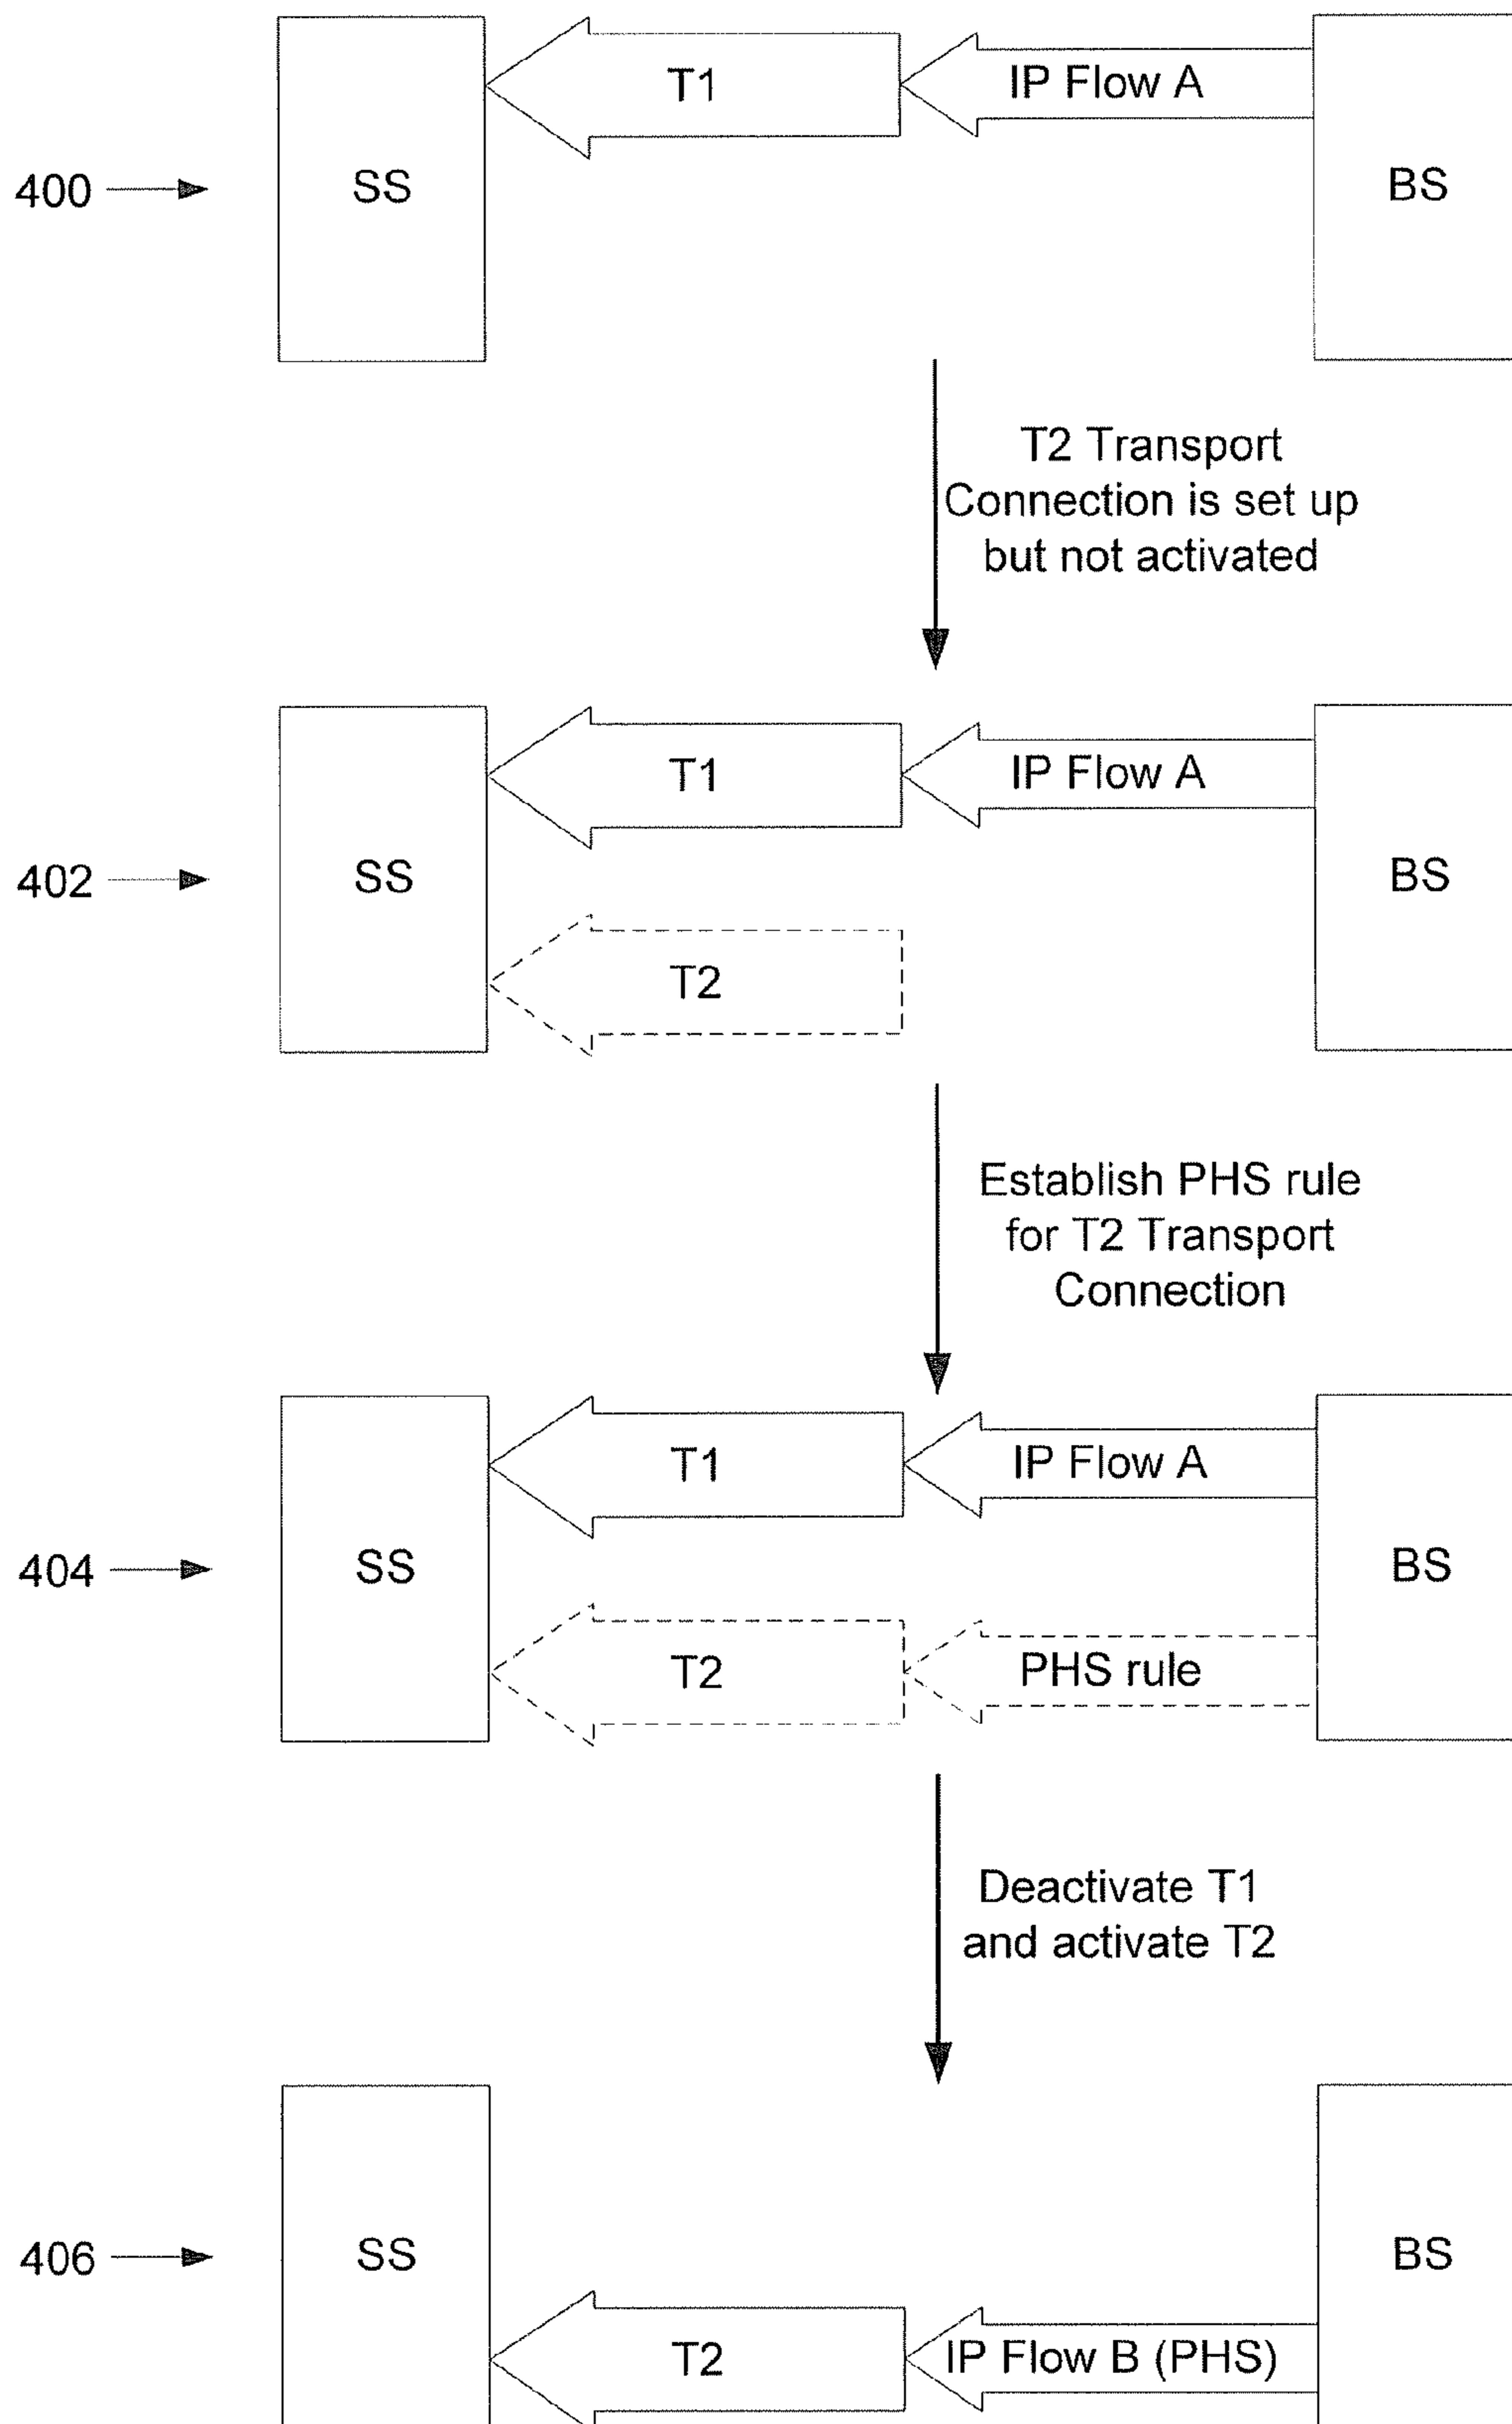 T1
IP Flow A
400
SS
BS
T2 Transport
Connection is set up
but not activated
T1
IP Flow A
402
SS
BS
T2
Establish PHS rule
for T2 Transport
Connection
T1
IP Flow A
404
SS
BS
T2
PHS rule
Deactivate T1
and activate T2
406
SS
BS
T2
IP Flow B (PHS)